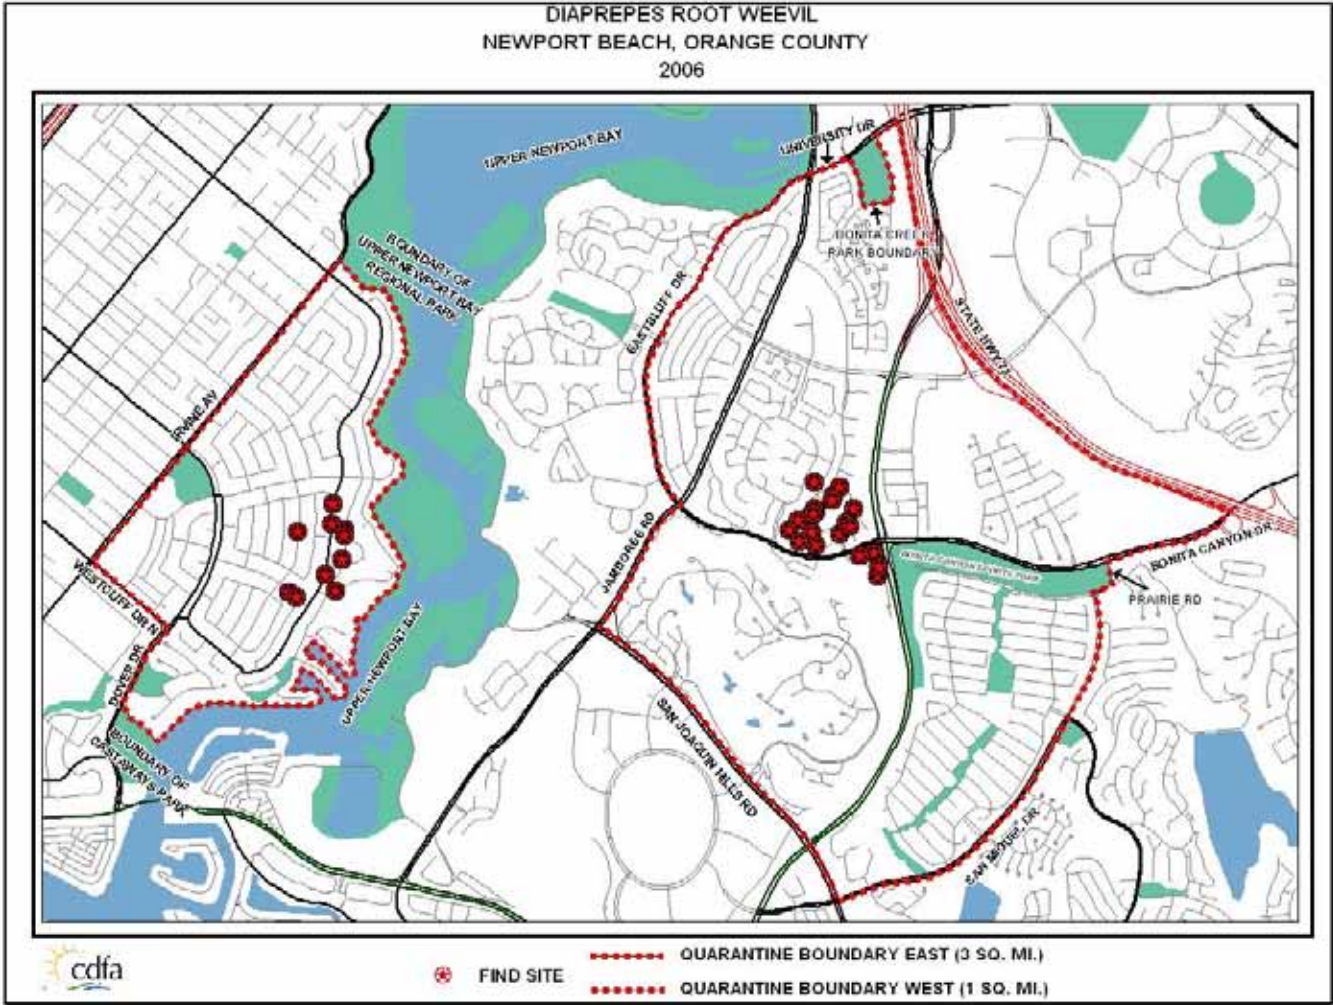 DIAPREPES ROOT WEEVIL
NEWPORT BEACH, ORANGE COUNTY
2006
UPPER NEWPORT BAY
UNIVERSITY DR
BOUNDARY OF
UPPER NEWPORT BAY
REGIONAL PARK
BONITA CREEK
PARK BOUNDAR
EASTBLUFF DR
STATE HWY 73
IRVINE AV
JAMBOREE RD
BONITA CANYON SPORTS PARK
BONITA CANYON DR
PRAIRIE RD
WESTCLIFF DR N
DOVER DR
UPPER NEWPORT BAY
SAN JOAQUIN HILLS RD
BOUNDARY OF
CASTAWAYS PARK
SAN MIGUEL DR
cdfa
FIND SITE
QUARANTINE BOUNDARY EAST (3 SQ. MI.)
QUARANTINE BOUNDARY WEST (1 SQ. MI.)